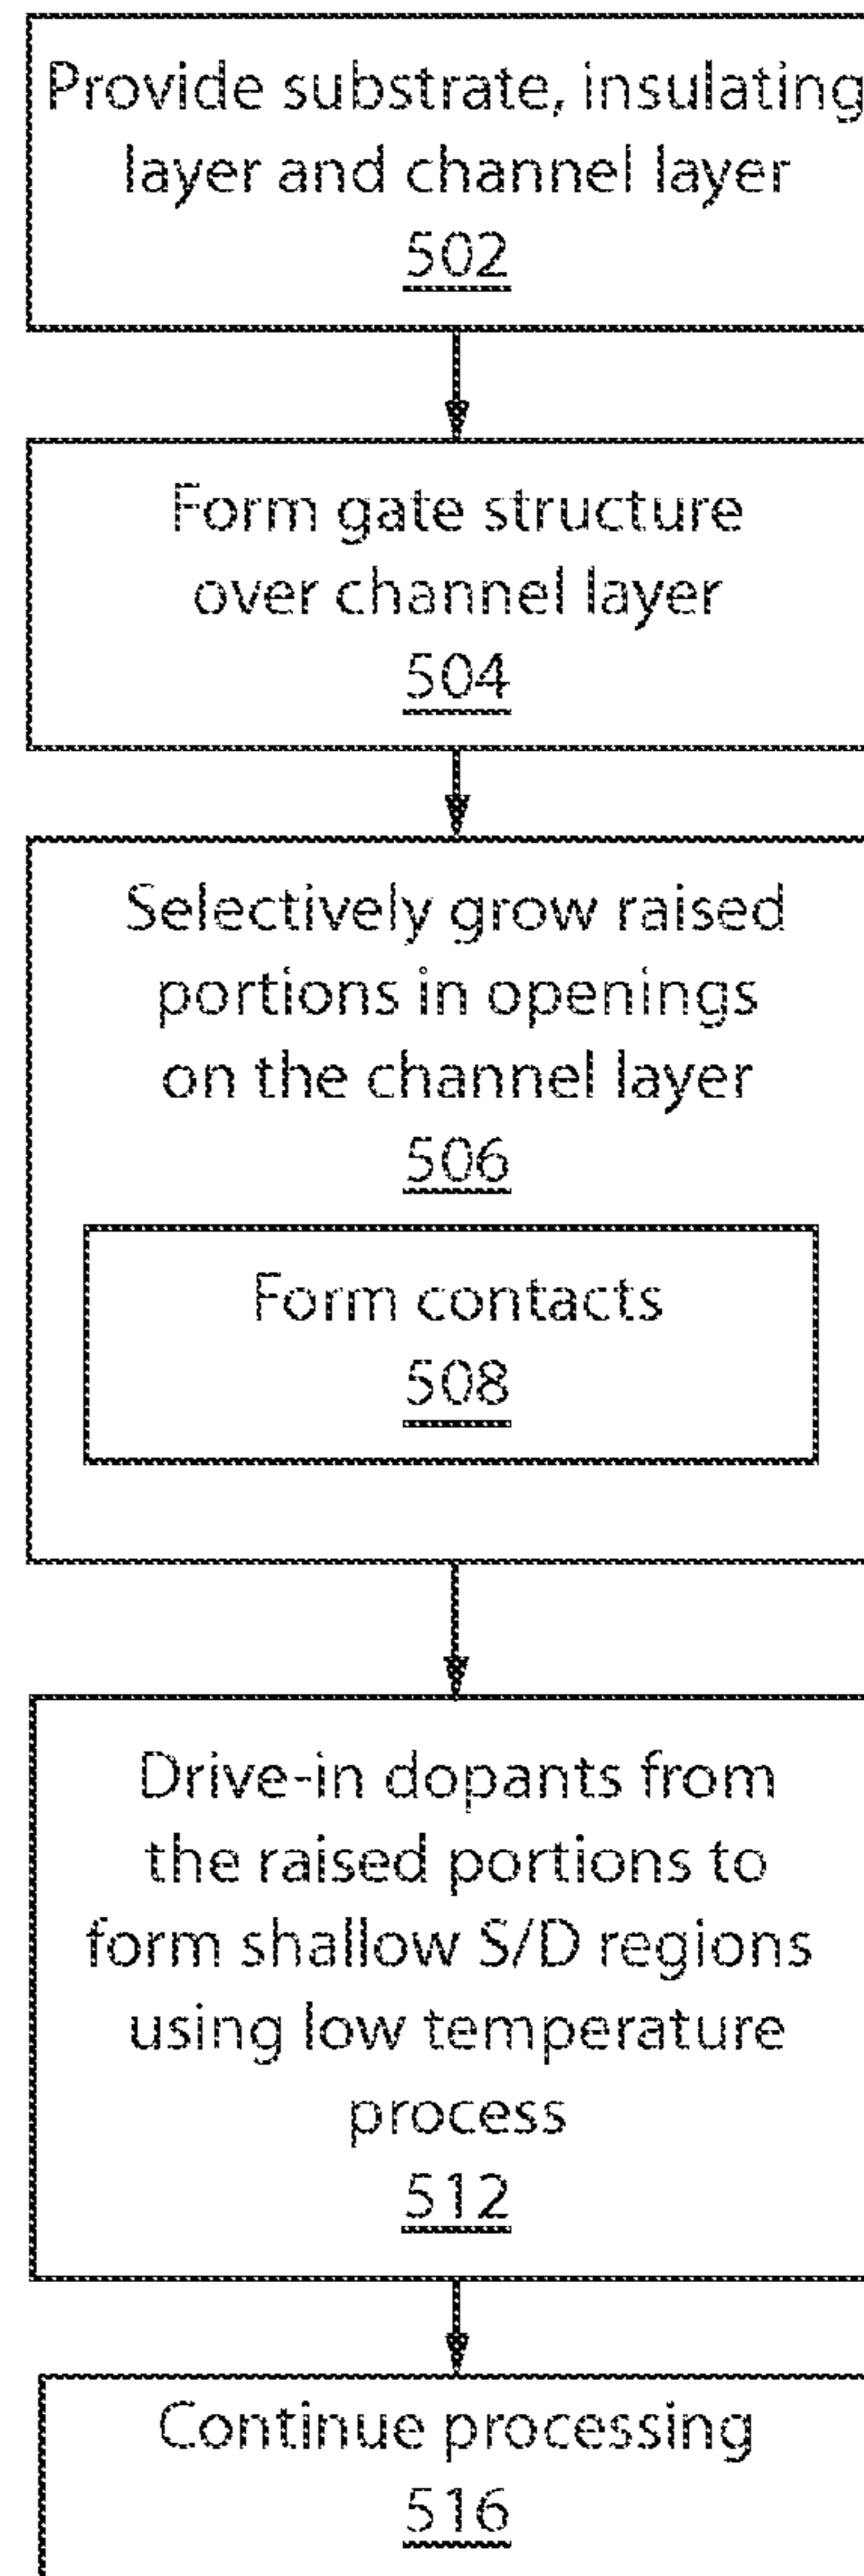 Provide substrate, insulating
layer and channel layer
502
Form gate structure
over channel layer
504
Selectively grow raised
portions in openings
on the channel layer
506
Form contacts
508
Drive-in dopants from
the raised portions to
form shallow S/D regions
using low temperature
process
512
Continue processing
516